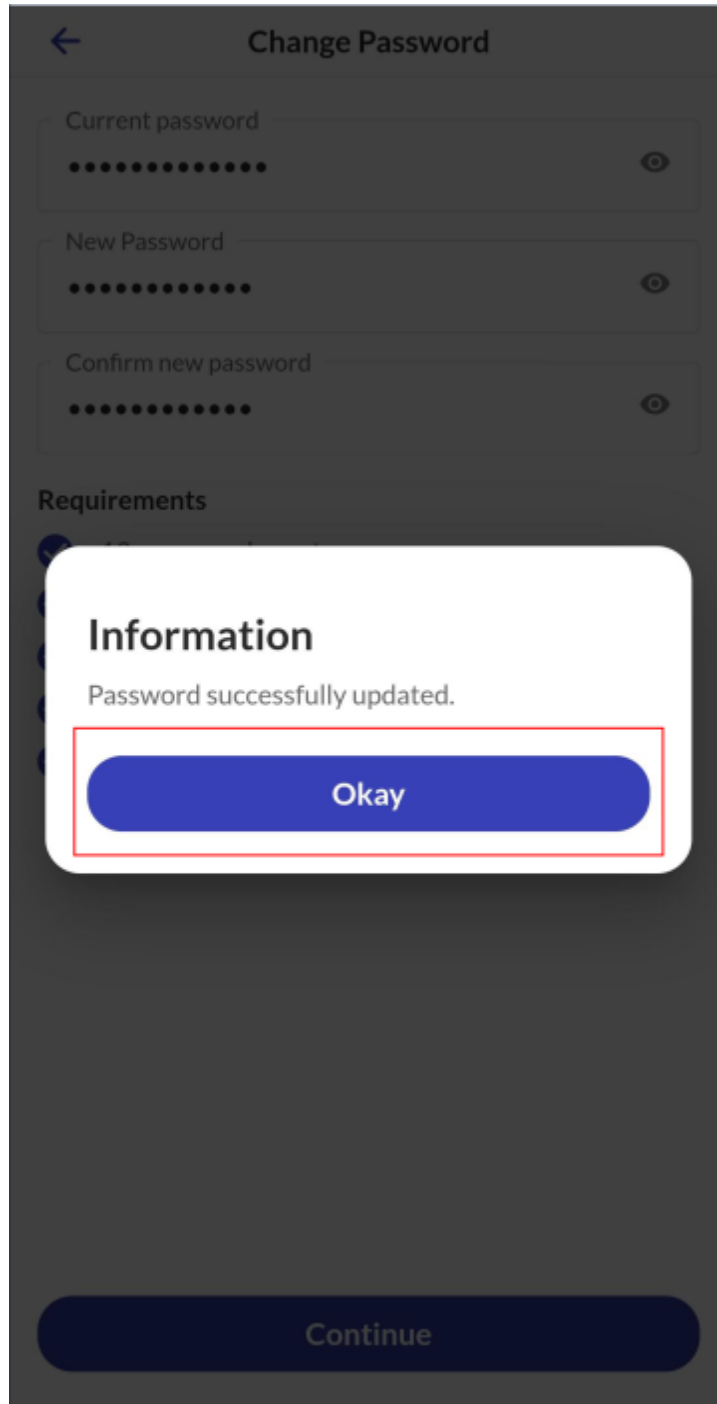 Change Password
Current password
•••••••••••••
New Password
••••••••••••
Confirm new password
••••••••••••
Requirements
Information
Password successfully updated.
Okay
Continue